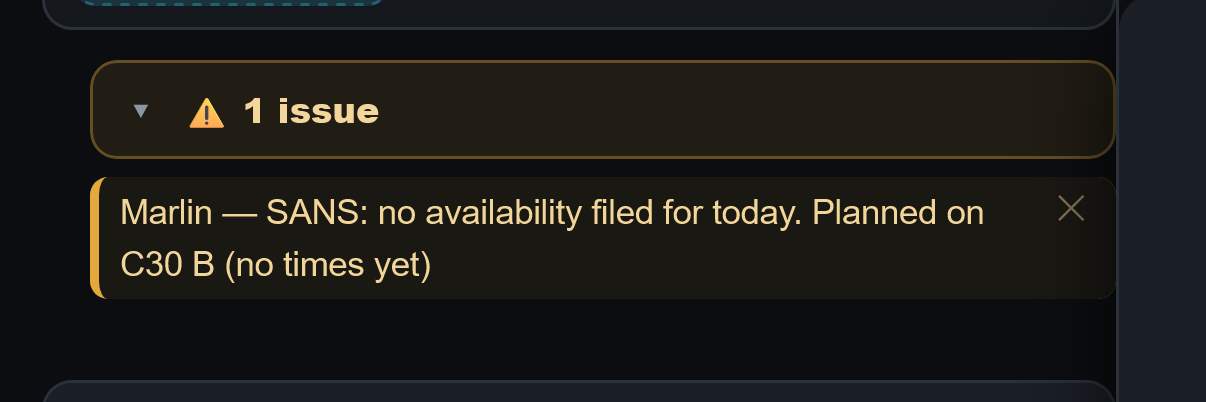 1 issue
Marlin — SANS: no availability filed for today. Planned on
C30 B (no times yet)